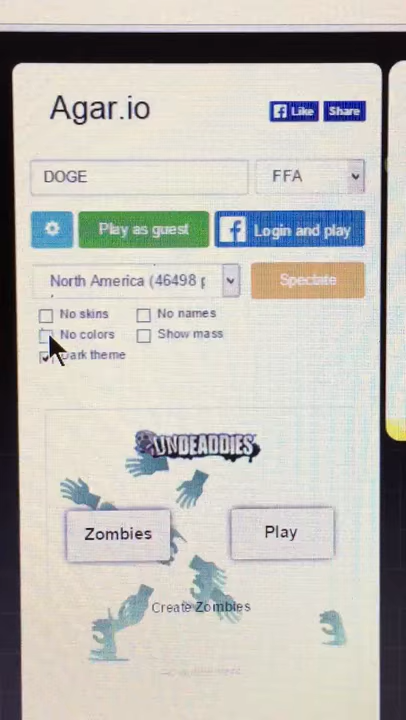 Agar.io
Like Share
DOGE FFA
Play as guest Login and play
North America (46498 p Spectate
No skins No names
No colors Show mass
Dark theme
UNDEADDIES
Zombies Play
Create Zombies